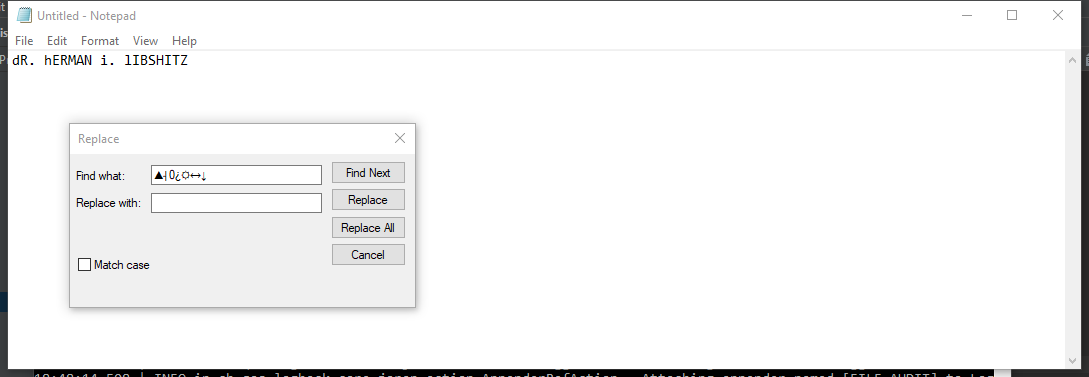 Untitled - Notepad
File Edit Format View Help
dR. hERMAN i. lIBSHITZ
Replace
Find what: ▲┤0¿☼↔↓ Find Next
Replace with: Replace
Replace All
Cancel
Match case